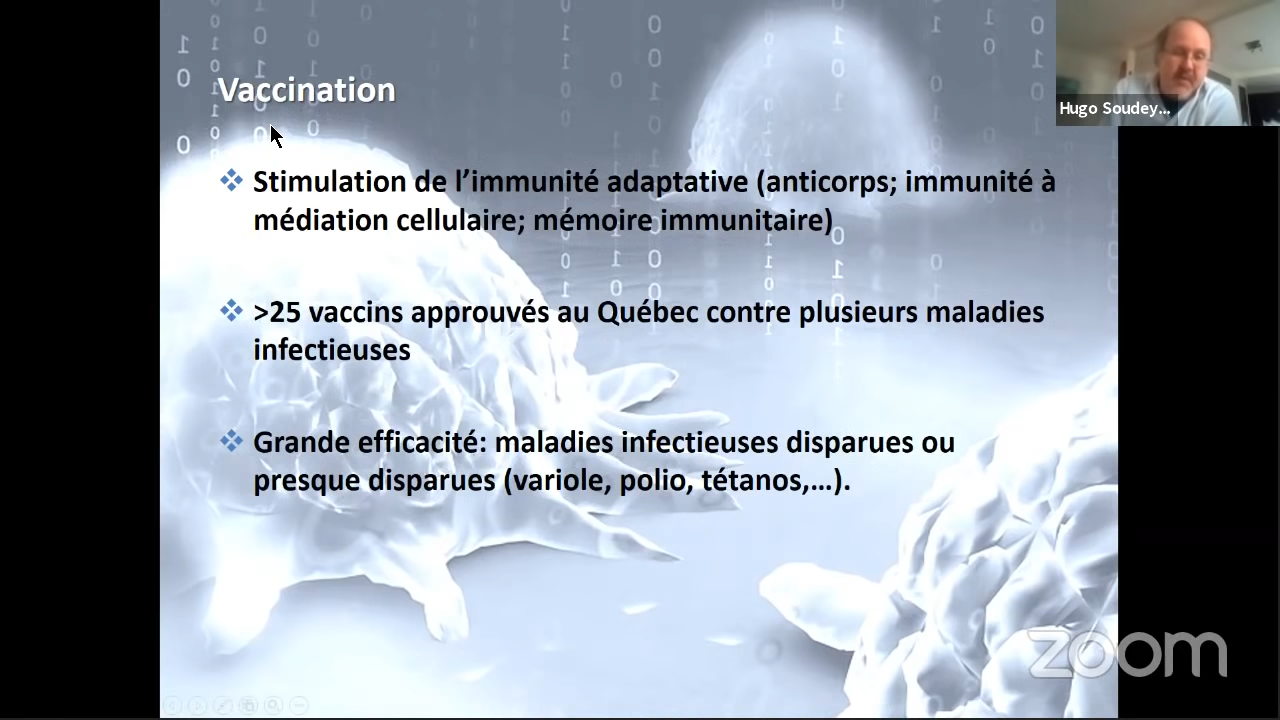 Vaccination
Hugo Soudey...
Stimulation de l’immunité adaptative (anticorps; immunité à
médiation cellulaire; mémoire immunitaire)
>25 vaccins approuvés au Québec contre plusieurs maladies
infectieuses
Grande efficacité: maladies infectieuses disparues ou
presque disparues (variole, polio, tétanos,…).
zoom